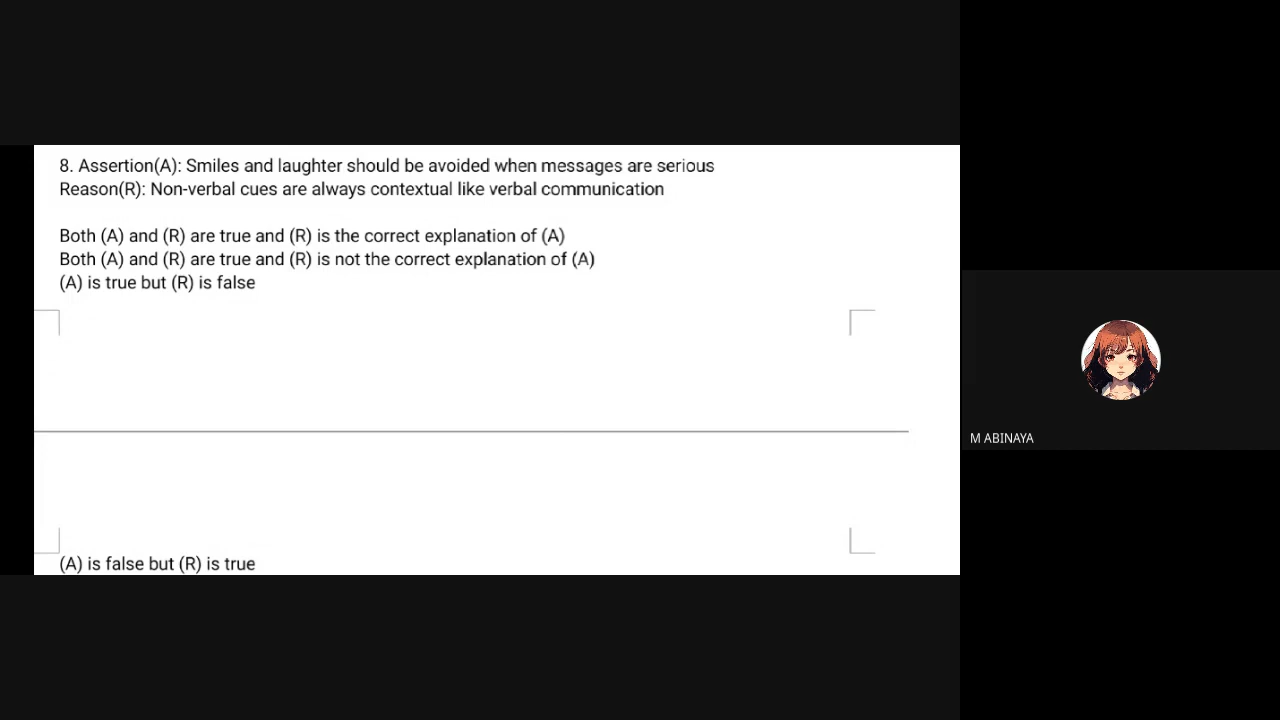 8. Assertion(A): Smiles and laughter should be avoided when messages are serious
Reason(R): Non-verbal cues are always contextual like verbal communication
Both (A) and (R) are true and (R) is the correct explanation of (A)
Both (A) and (R) are true and (R) is not the correct explanation of (A)
(A) is true but (R) is false
(A) is false but (R) is true
M ABINAYA